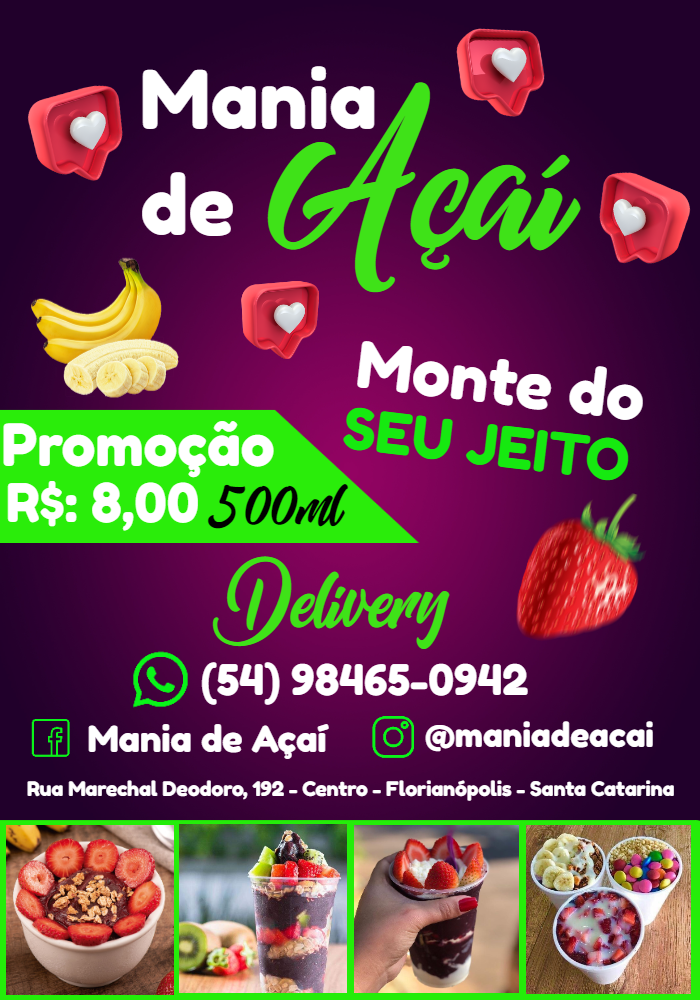 Mania
de Açaí
Monte do
SEU JEITO
Promoção
R$: 8,00 500ml
Delivery
(54) 98465-0942
Mania de Açaí @maniadeacai
Rua Marechal Deodoro, 192 - Centro - Florianópolis - Santa Catarina